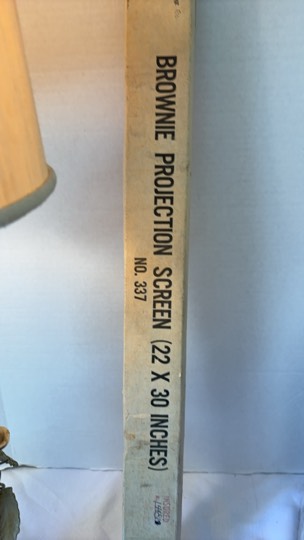 BROWNIE PROJECTION SCREEN (22 X 30 INCHES)
NO. 337